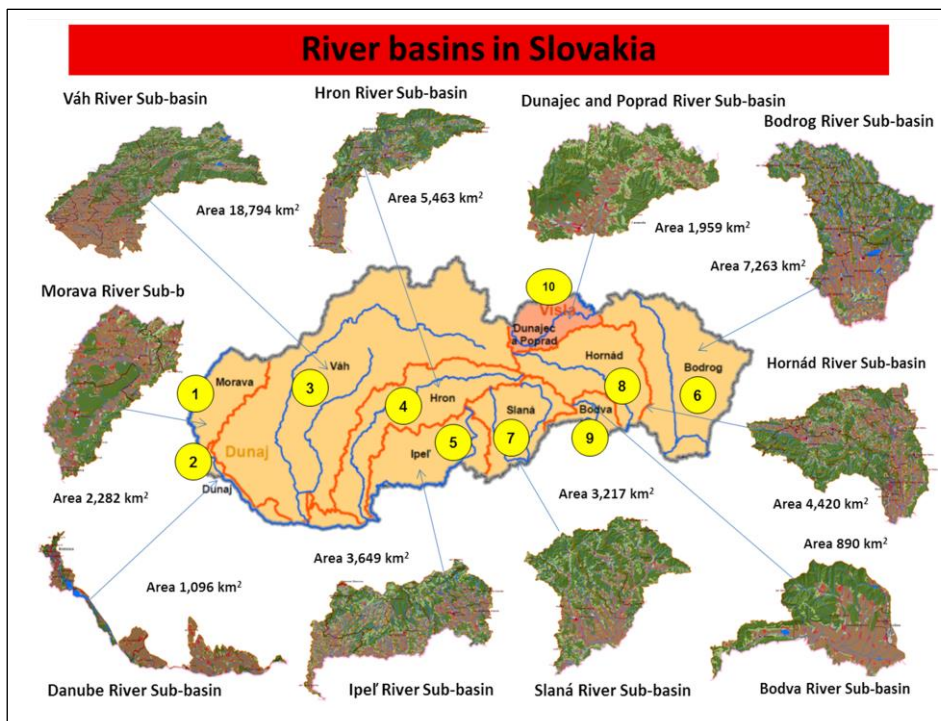 River basins in Slovakia
Váh River Sub-basin
Hron River Sub-basin
Dunajec and Poprad River Sub-basin
Bodrog River Sub-basin
Area 18,794 km²
Area 5,463 km²
Area 1,959 km²
Area 7,263 km²
Morava River Sub-b
10
Visla
Dunajec
a Poprad
Hornád River Sub-basin
1
Morava
3
Váh
4
Hron
Hornád
8
Bodrog
6
Slaná
Bodva
2
Dunaj
Dunaj
5
Ipeľ
7
9
Area 2,282 km²
Area 3,217 km²
Area 4,420 km²
Area 1,096 km²
Area 3,649 km²
Area 890 km²
Danube River Sub-basin
Ipeľ River Sub-basin
Slaná River Sub-basin
Bodva River Sub-basin